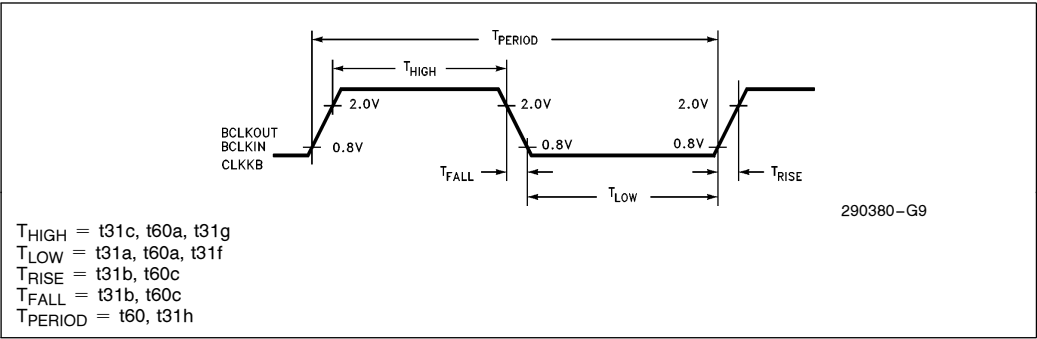 TPERIOD
THIGH
2.0V 2.0V 2.0V
BCLKOUT
BCLKIN 0.8V 0.8V 0.8V
CLKKB
TFALL TRISE
TLOW
290380–G9
THIGH = t31c, t60a, t31g
TLOW = t31a, t60a, t31f
TRISE = t31b, t60c
TFALL = t31b, t60c
TPERIOD = t60, t31h